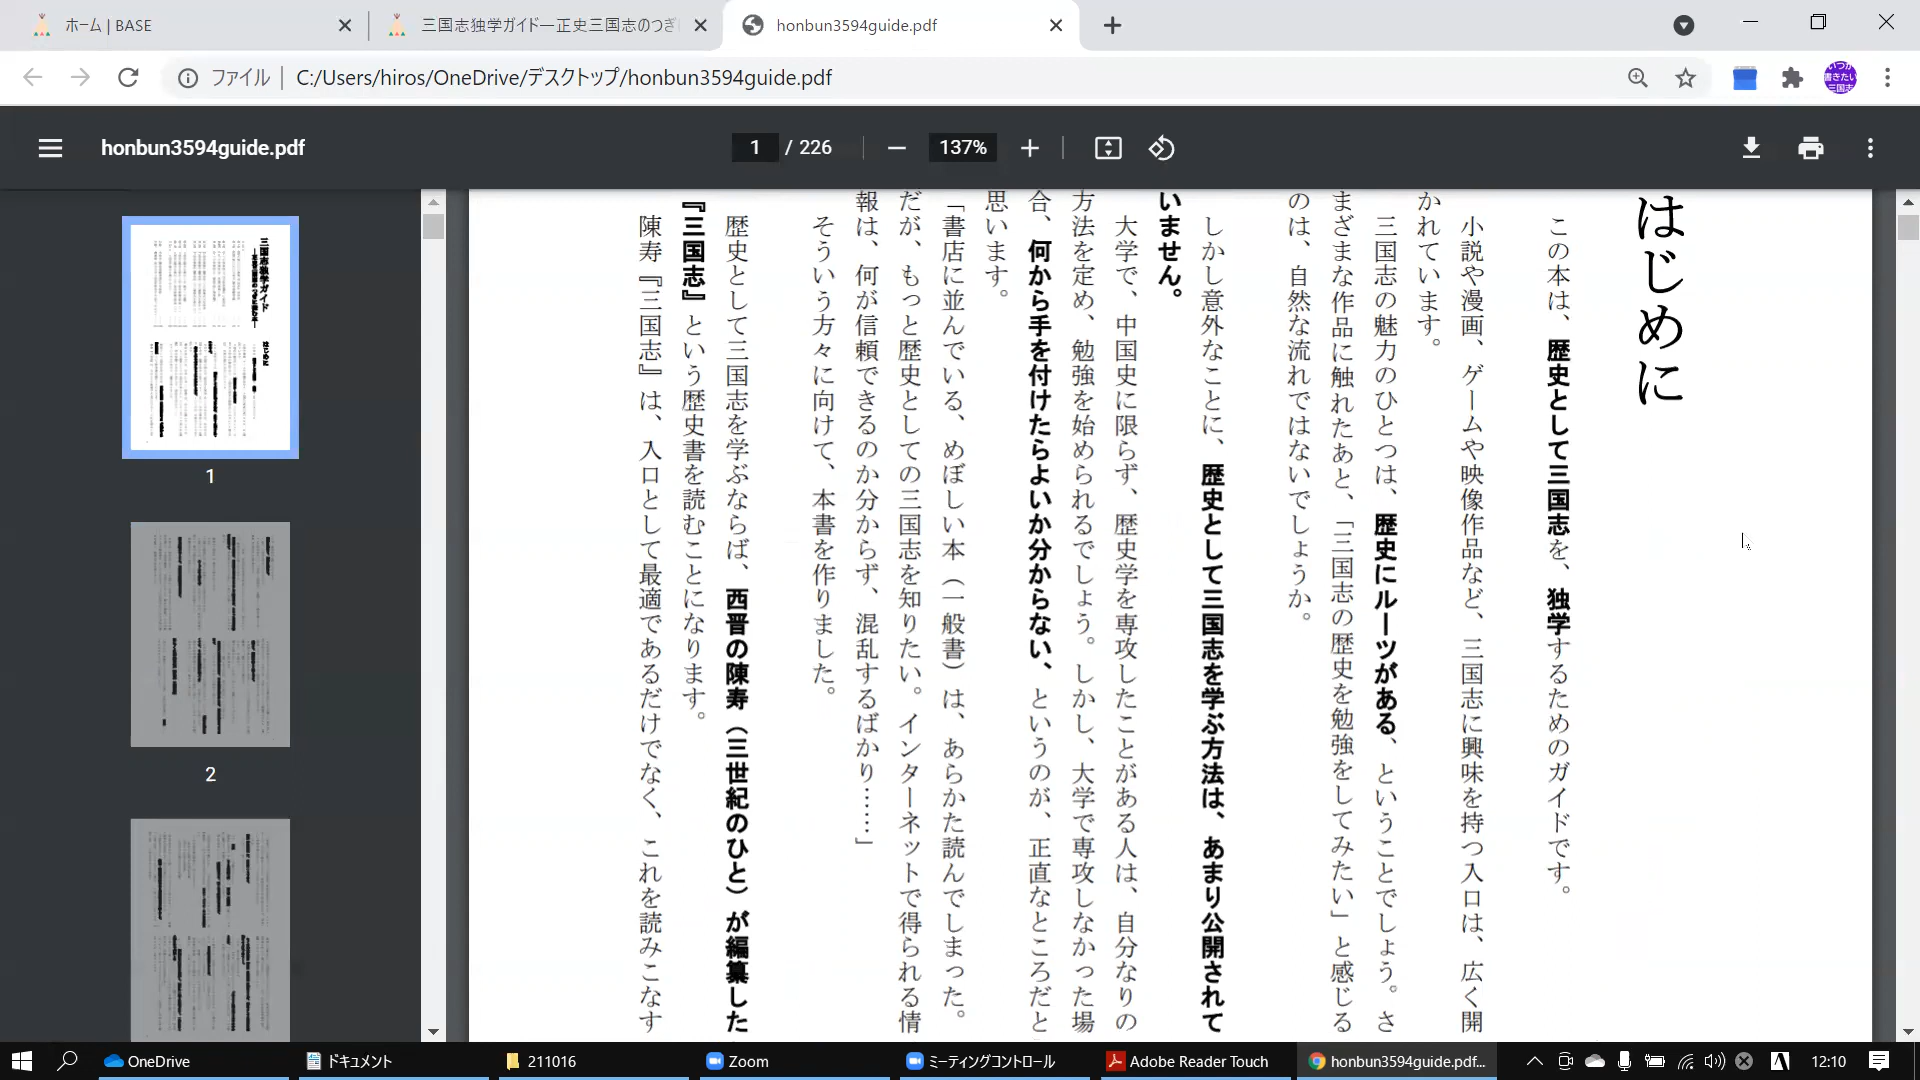 ホーム | BASE
三国志独学ガイドー正史三国志のつぎ
honbun3594guide.pdf
ファイル
C:/Users/hiros/OneDrive/デスクトップ/honbun3594guide.pdf
いつか
書きたい
三国志
honbun3594guide.pdf
1 / 226
137%
三国志独学ガイド
はじめに
1
2
はじめに
この本は、歴史として三国志を、独学するためのガイドです。
小説や漫画、ゲームや映像作品など、三国志に興味を持つ入口は、広く開
かれています。
三国志の魅力のひとつは、歴史にルーツがある、ということでしょう。さ
まざまな作品に触れたあと、「三国志の歴史を勉強をしてみたい」と感じる
のは、自然な流れではないでしょうか。
しかし意外なことに、歴史として三国志を学ぶ方法は、あまり公開されて
いません。
大学で、中国史に限らず、歴史学を専攻したことがある人は、自分なりの
方法を定め、勉強を始められるでしょう。しかし、大学で専攻しなかった場
合、何から手を付けたらよいか分からない、というのが、正直なところだと
思います。
「書店に並んでいる、めぼしい本（一般書）は、あらかた読んでしまった。
だが、もっと歴史としての三国志を知りたい。インターネットで得られる情
報は、何が信頼できるのか分からず、混乱するばかり……」
そういう方々に向けて、本書を作りました。
歴史として三国志を学ぶならば、西晋の陳寿（三世紀のひと）が編纂した
『三国志』という歴史書を読むことになります。
陳寿『三国志』は、入口として最適であるだけでなく、これを読みこなす
OneDrive
ドキュメント
211016
Zoom
ミーティングコントロール
Adobe Reader Touch
honbun3594guide.pdf...
A
12:10